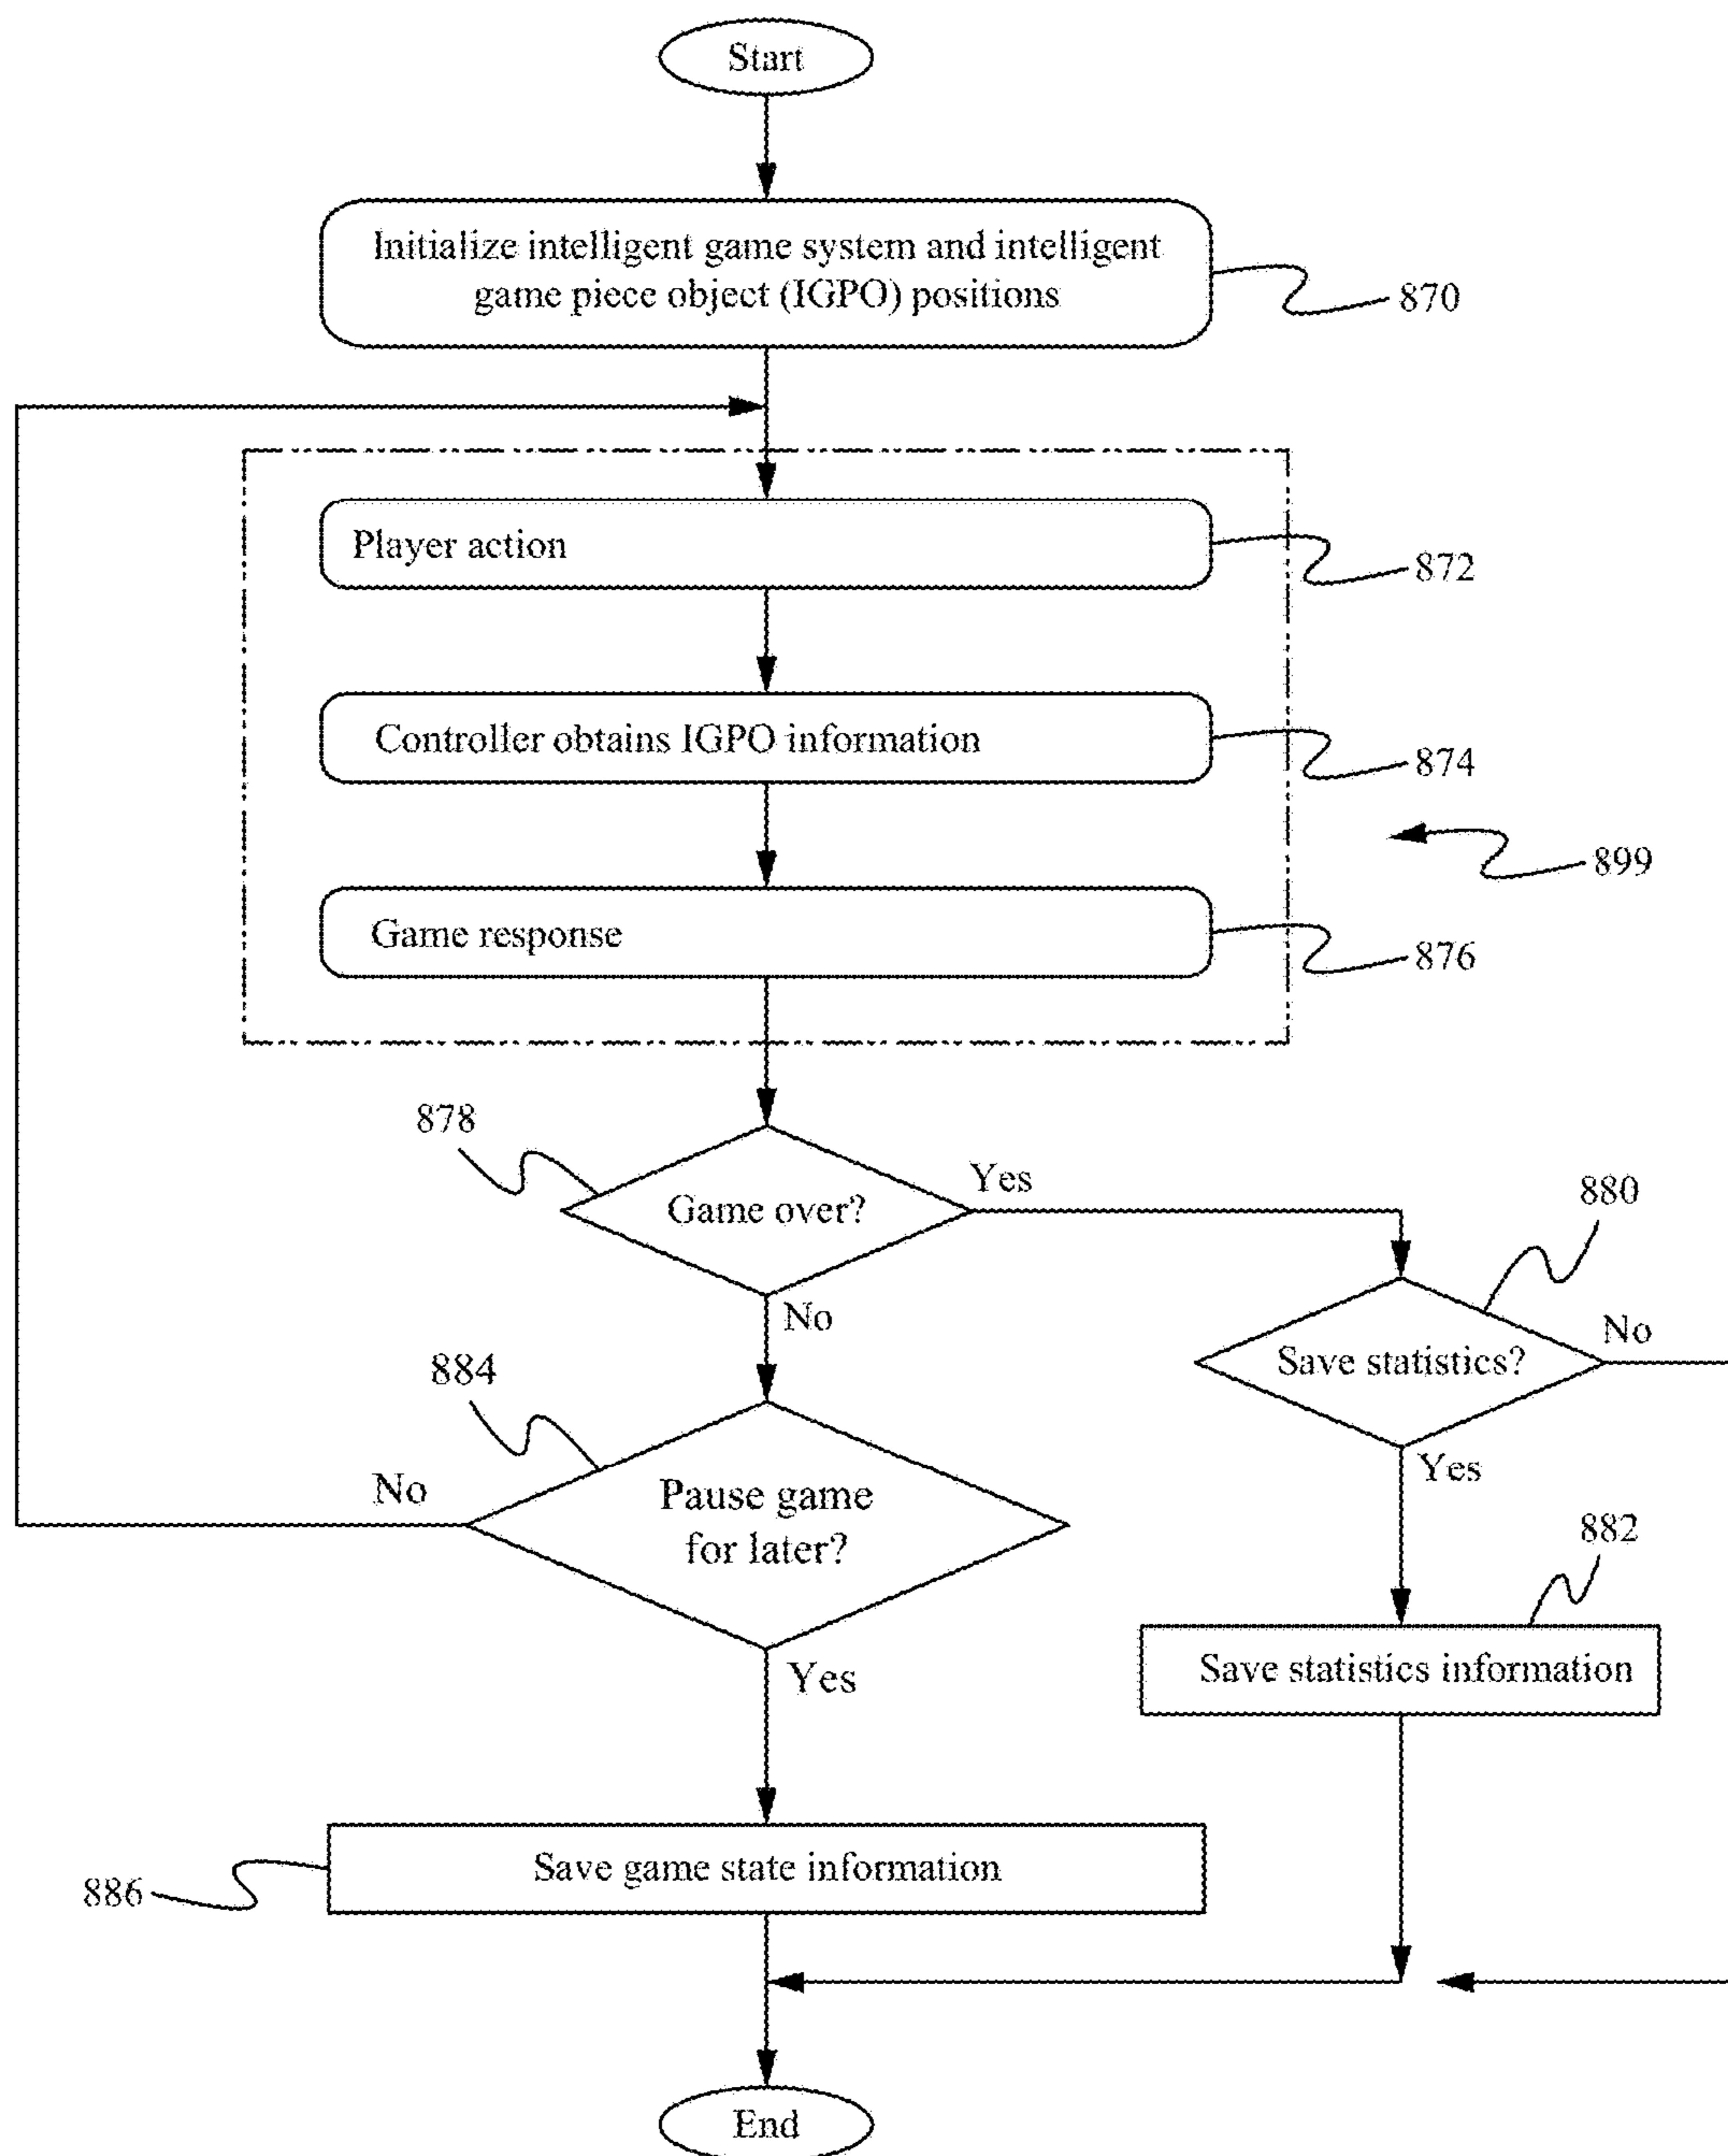 Start
Initialize intelligent game system and intelligent
game piece object (IGPO) positions
870
Player action
872
Controller obtains IGPO information
874
899
Game response
876
878
Game over?
Yes
No
880
Save statistics?
No
Yes
884
Pause game
for later?
No
Yes
882
Save statistics information
Save game state information
886
End